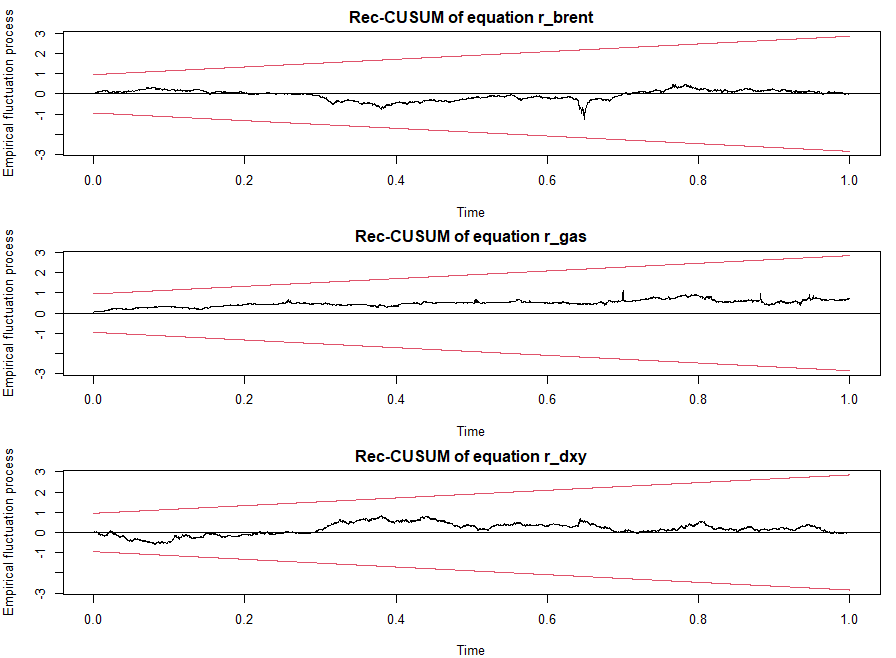 Rec-CUSUM of equation r_brent
Empirical fluctuation process
3
2
1
0
-1
-3
0.0 0.2 0.4 0.6 0.8 1.0
Time
Rec-CUSUM of equation r_gas
Empirical fluctuation process
3
2
1
0
-1
-3
0.0 0.2 0.4 0.6 0.8 1.0
Time
Rec-CUSUM of equation r_dxy
Empirical fluctuation process
3
2
1
0
-1
-3
0.0 0.2 0.4 0.6 0.8 1.0
Time